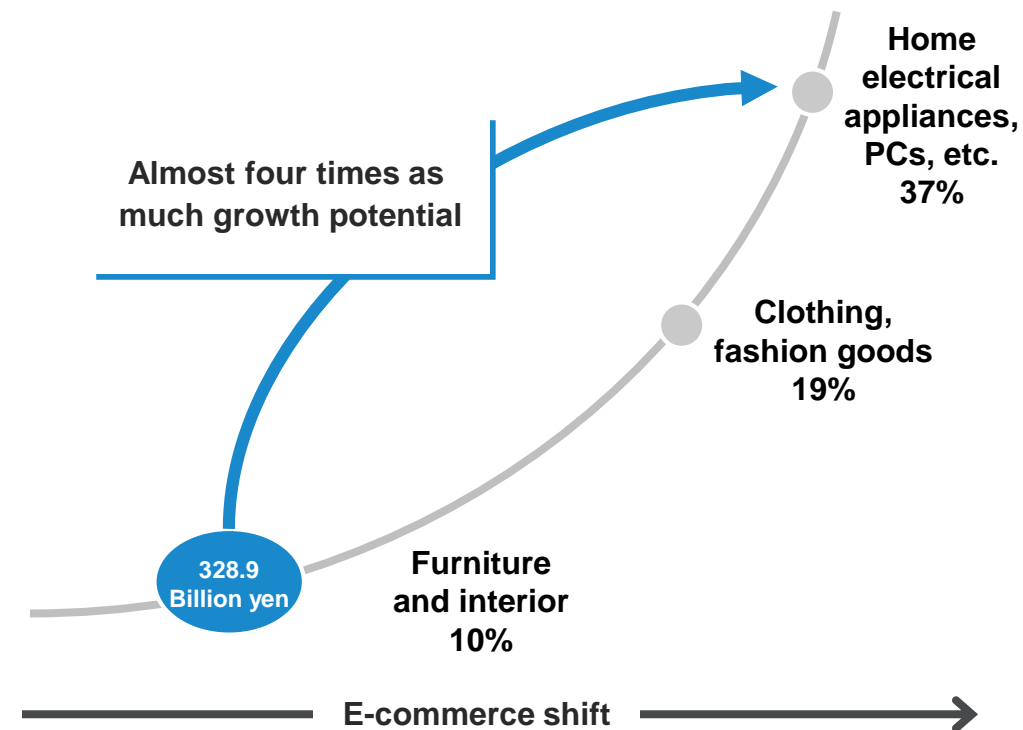 Home
electrical
appliances,
PCs, etc.
37%
Almost four times as
much growth potential
Clothing,
fashion goods
19%
328.9
Billion yen
Furniture
and interior
10%
E-commerce shift